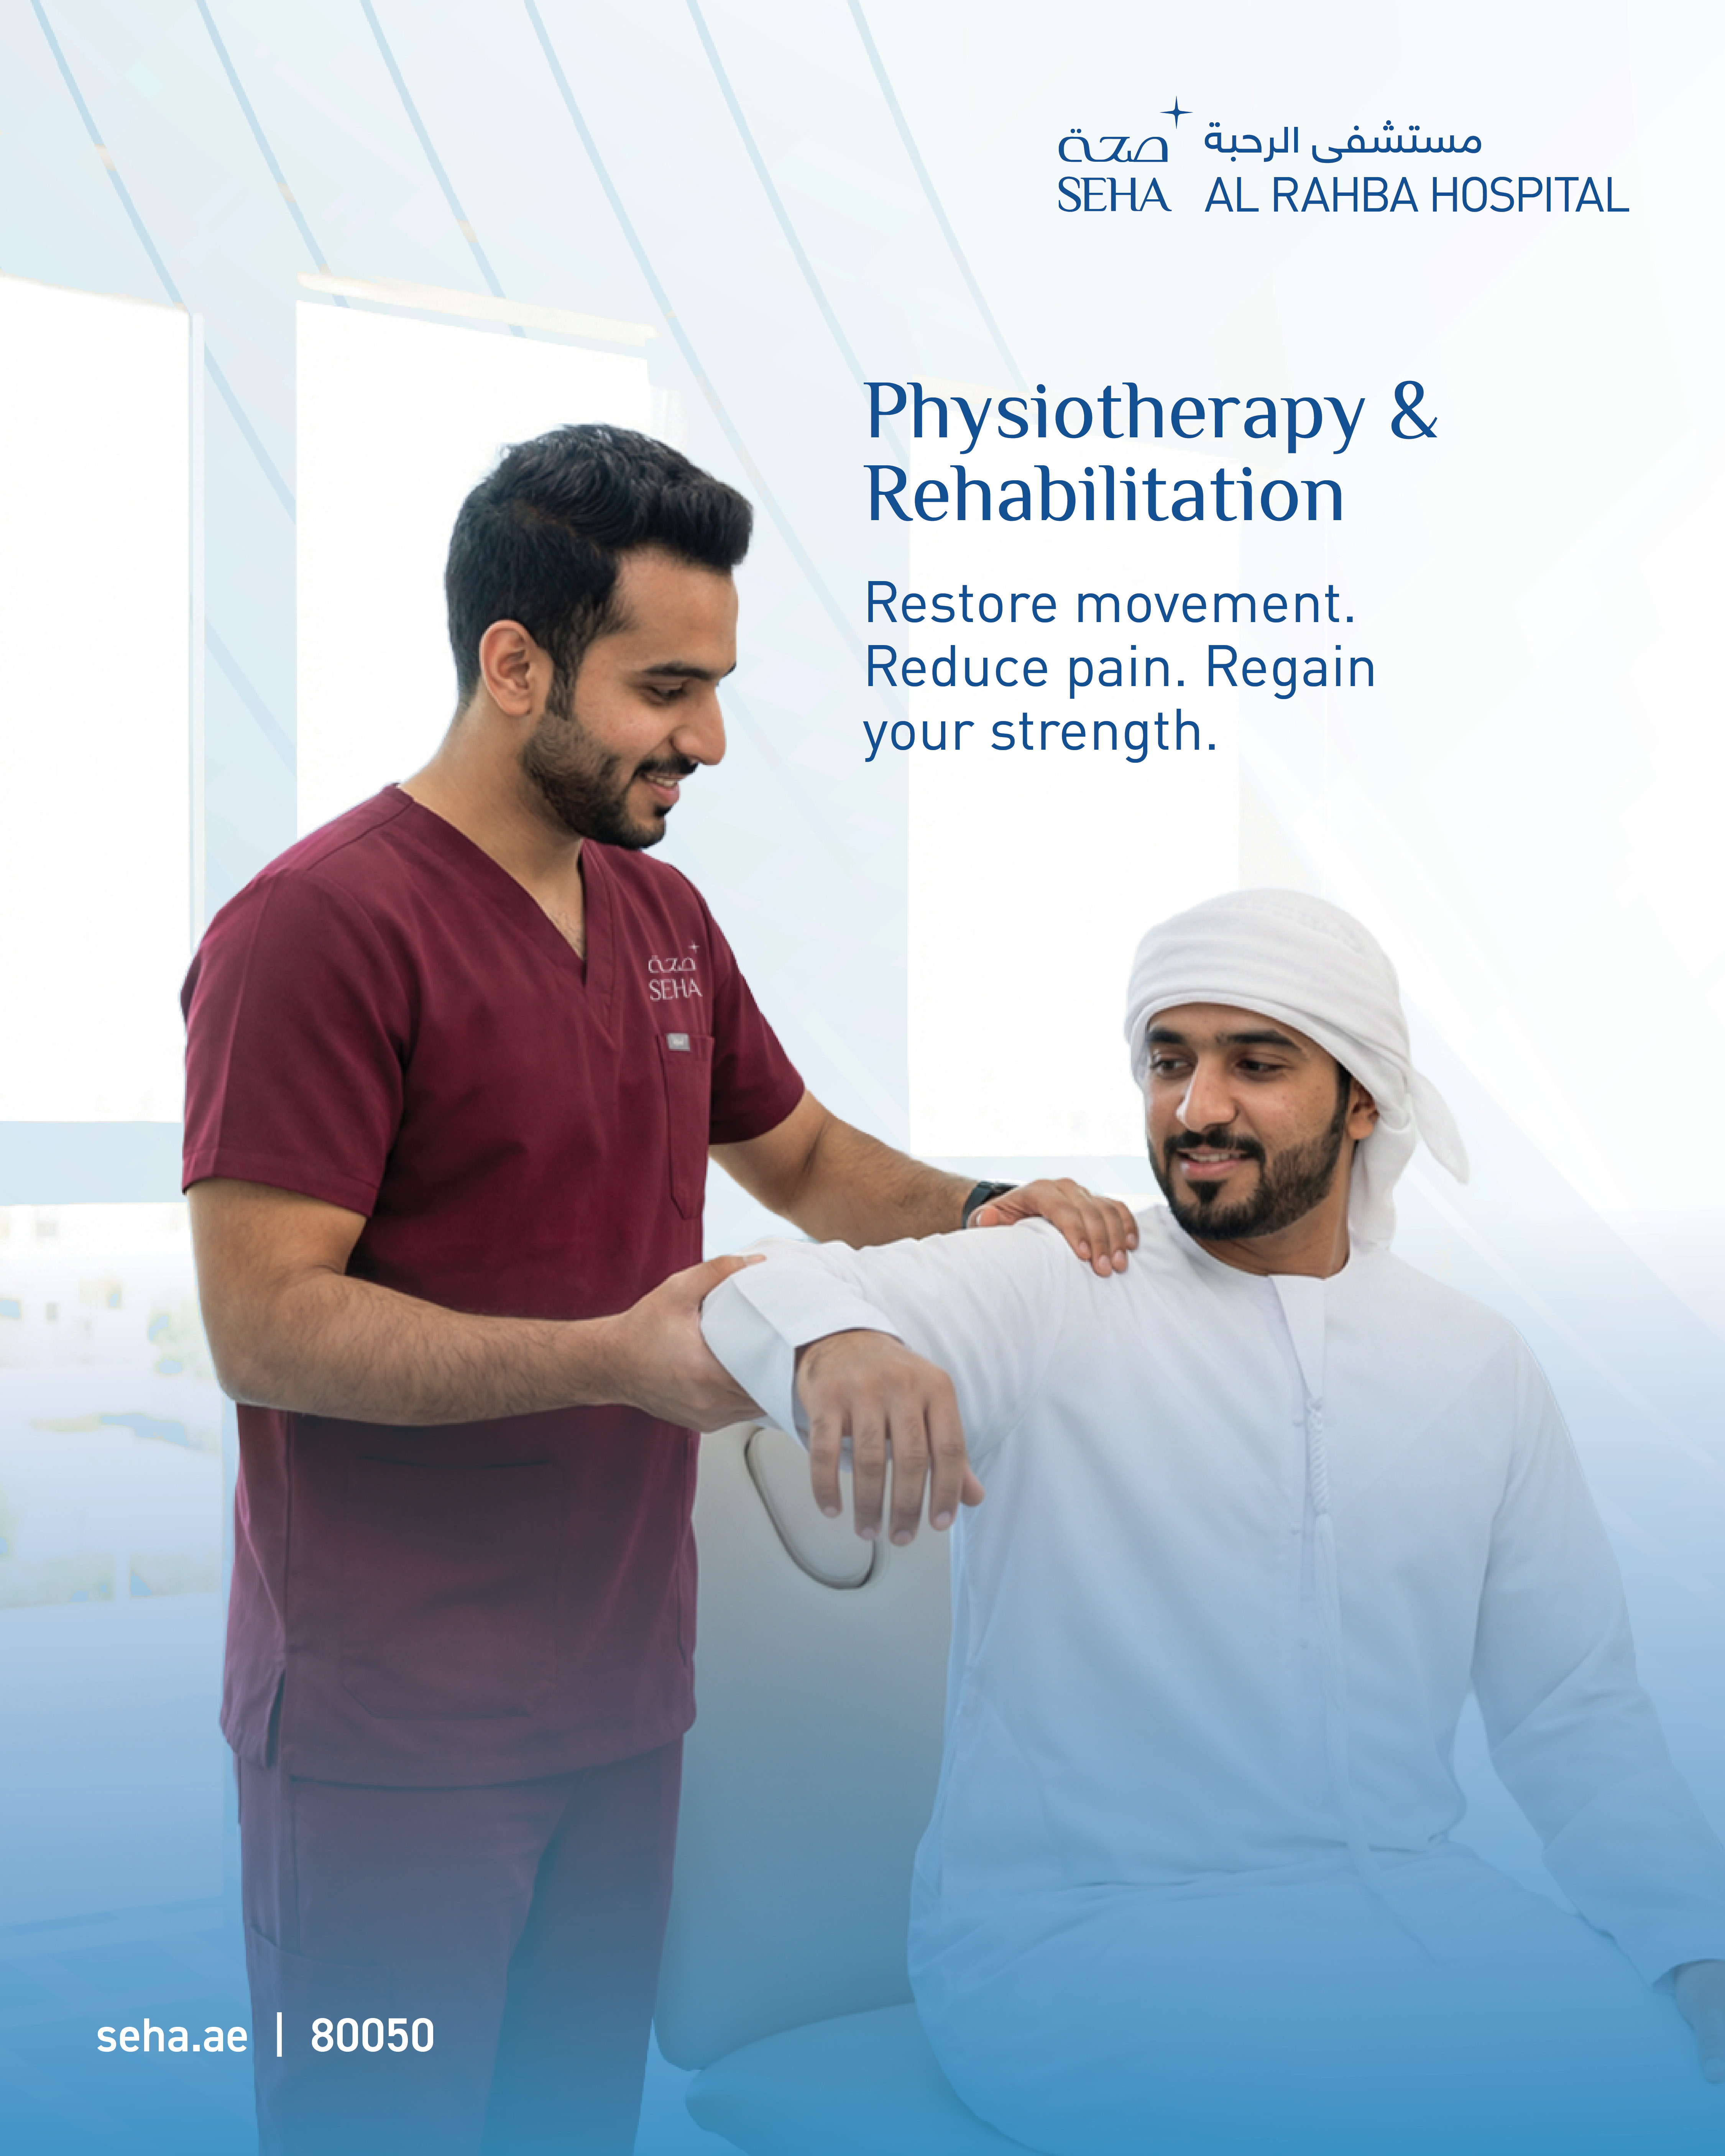 صحة
مستشفى الرحبة
SEHA
AL RAHBA HOSPITAL
Physiotherapy &
Rehabilitation
Restore movement.
Reduce pain. Regain
your strength.
صحة
SEHA
seha.ae | 80050